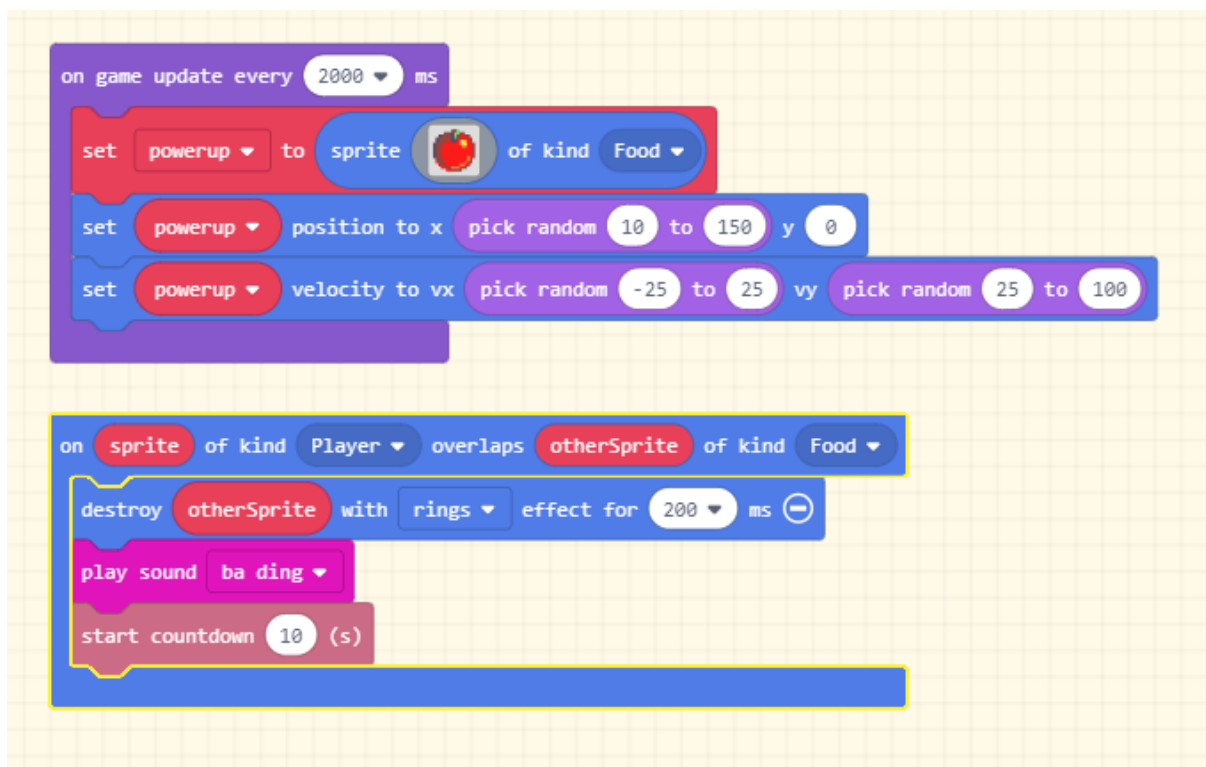 on game update every 2000 ms
set powerup to sprite of kind Food
set powerup position to x pick random 10 to 150 y 0
set powerup velocity to vx pick random -25 to 25 vy pick random 25 to 100
on sprite of kind Player overlaps otherSprite of kind Food
destroy otherSprite with rings effect for 200 ms
play sound ba ding
start countdown 10 (s)